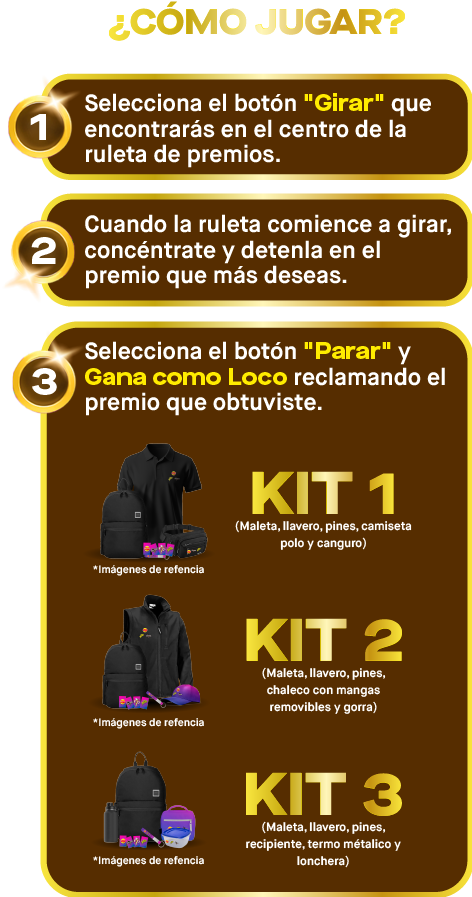 ¿CÓMO JUGAR?
1
Selecciona el botón "Girar" que
encontrarás en el centro de la
ruleta de premios.
2
Cuando la ruleta comience a girar,
concéntrate y detenla en el
premio que más deseas.
3
Selecciona el botón "Parar" y
Gana como Loco reclamando el
premio que obtuviste.
KIT 1
(Maleta, llavero, pines, camiseta
polo y canguro)
*Imágenes de refencia
KIT 2
(Maleta, llavero, pines,
chaleco con mangas
removibles y gorra)
*Imágenes de refencia
KIT 3
(Maleta, llavero, pines,
recipiente, termo métalico y
lonchera)
*Imágenes de refencia